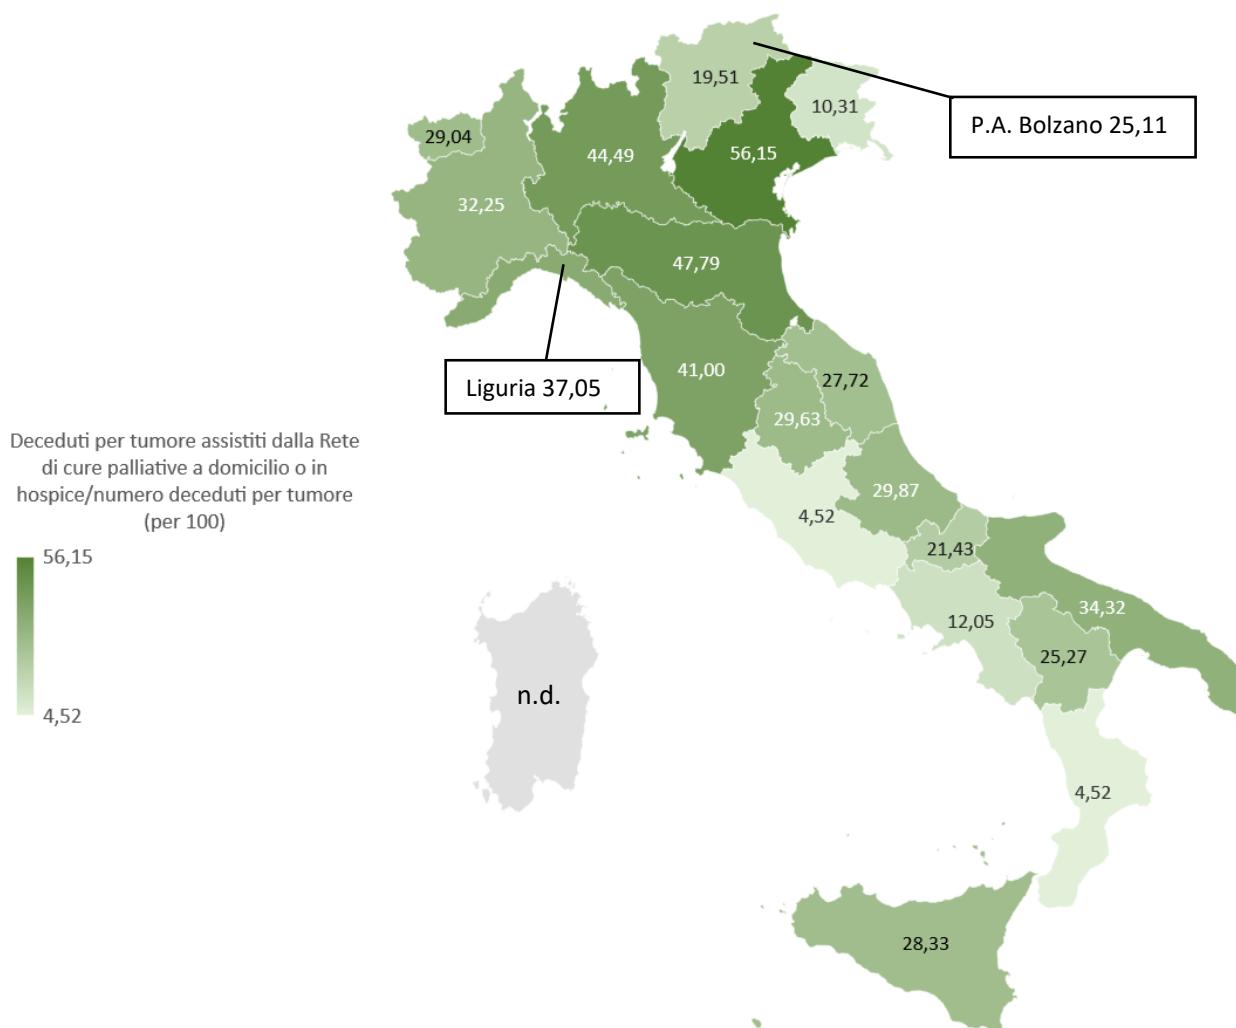 19,51
10,31
P.A. Bolzano 25,11
29,04
44,49
56,15
32,25
47,79
Liguria 37,05
41,00
27,72
29,63
Deceduti per tumore assistiti dalla Rete
di cure palliative a domicilio o in
hospice/numero deceduti per tumore
(per 100)
56,15
4,52
29,87
4,52
21,43
34,32
12,05
25,27
n.d.
4,52
28,33